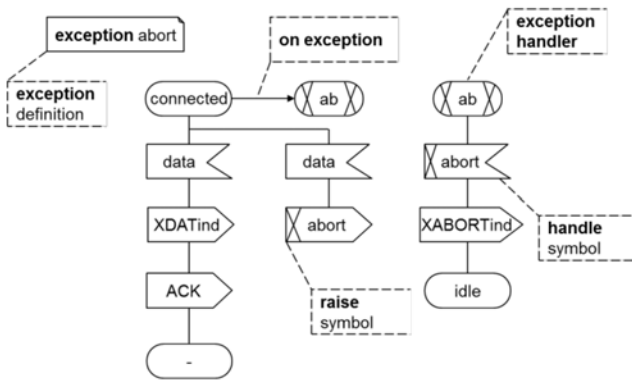 exception abort
on exception
exception
handler
exception
definition
connected
ab
ab
data
data
abort
XDATind
abort
XABORTind
handle
symbol
ACK
raise
symbol
idle
-